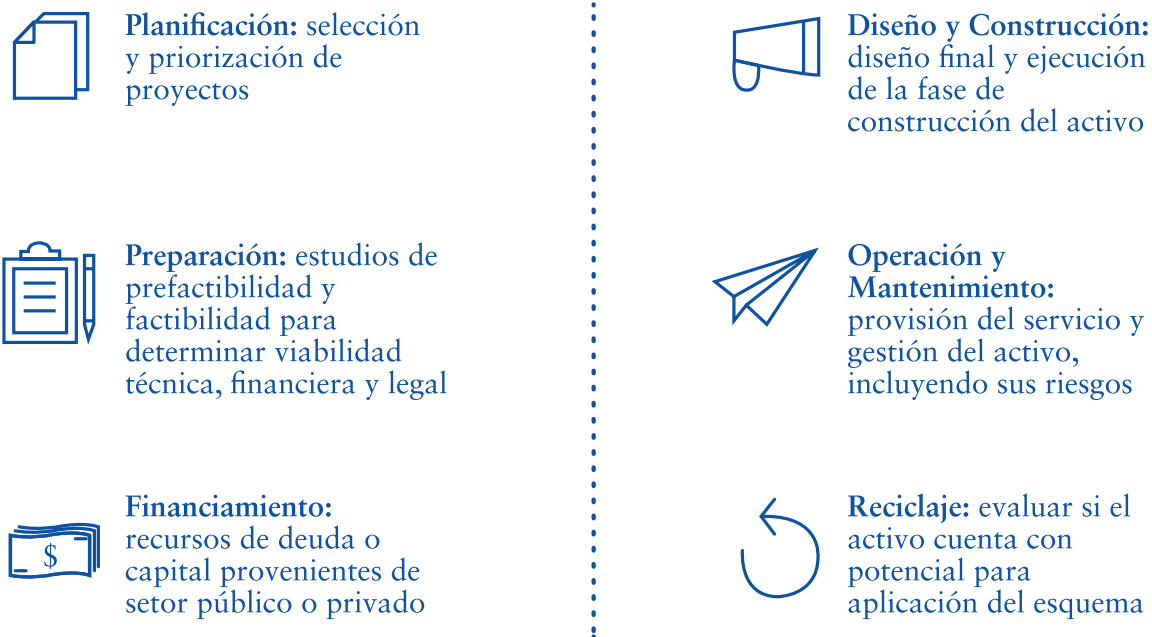 Planificación: selección
y priorización de
proyectos
Preparación: estudios de
prefactibilidad y
factibilidad para
determinar viabilidad
técnica, financiera y legal
$
Financiamiento:
recursos de deuda o
capital provenientes de
setor público o privado
Diseño y Construcción:
diseño final y ejecución
de la fase de
construcción del activo
Operación y
Mantenimiento:
provisión del servicio y
gestión del activo,
incluyendo sus riesgos
Reciclaje: evaluar si el
activo cuenta con
potencial para
aplicación del esquema